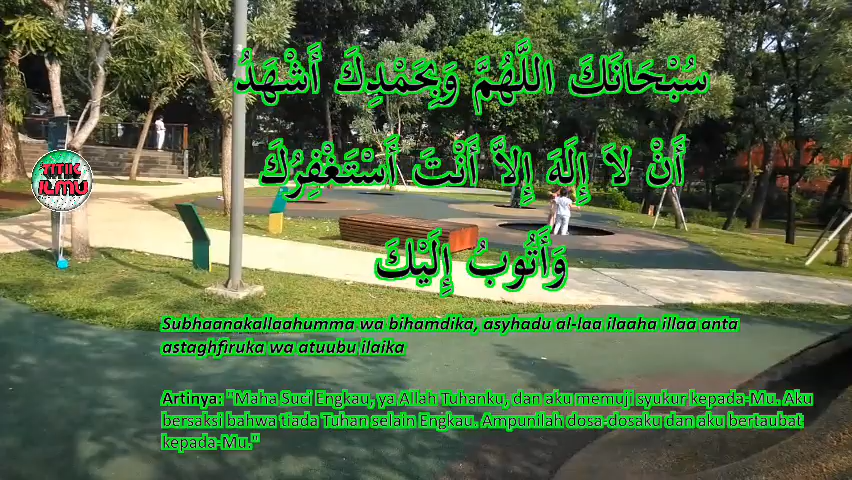 سُبْحَانَكَ اللَّهُمَّ وَبِحَمْدِكَ أَشْهَدُ
أَنْ لاَ إِلَهَ إِلاَّ أَنْتَ أَسْتَغْفِرُكَ
وَأَتُوبُ إِلَيْكَ
TITIK
ILMU
Subhaanakallaahumma wa bihamdika, asyhadu al-laa ilaaha illaa anta
astaghfiruka wa atuubu ilaika
Artinya: "Maha Suci Engkau, ya Allah Tuhanku, dan aku memuji syukur kepada-Mu. Aku
bersaksi bahwa tiada Tuhan selain Engkau. Ampunilah dosa-dosaku dan aku bertaubat
kepada-Mu."